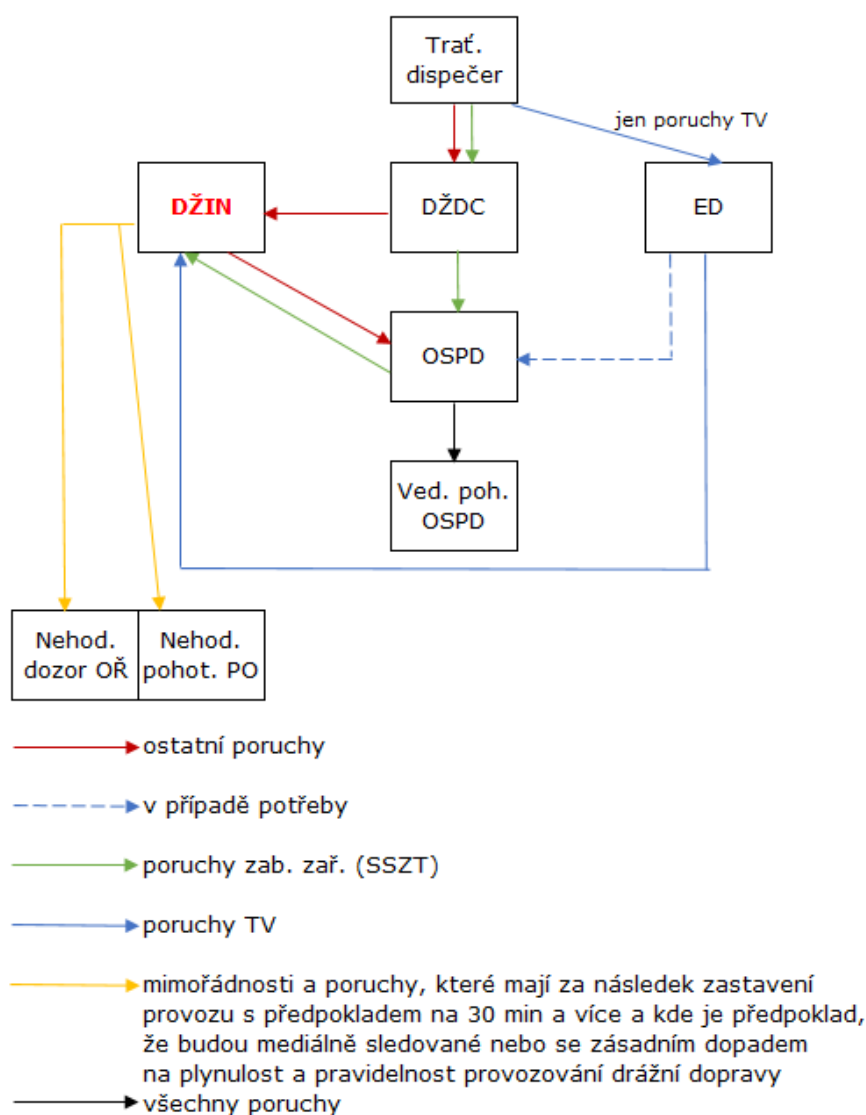 Trať.
dispečer
jen poruchy TV
DŽIN
DŽDC
ED
OSPD
Ved. poh.
OSPD
Nehod.
dozor OŘ
Nehod.
pohot. PO
ostatní poruchy
v případě potřeby
poruchy zab. zař. (SSZT)
poruchy TV
mimořádnosti a poruchy, které mají za následek zastavení
provozu s předpokladem na 30 min a více a kde je předpoklad,
že budou mediálně sledované nebo se zásadním dopadem
na plynulost a pravidelnost provozování drážní dopravy
všechny poruchy